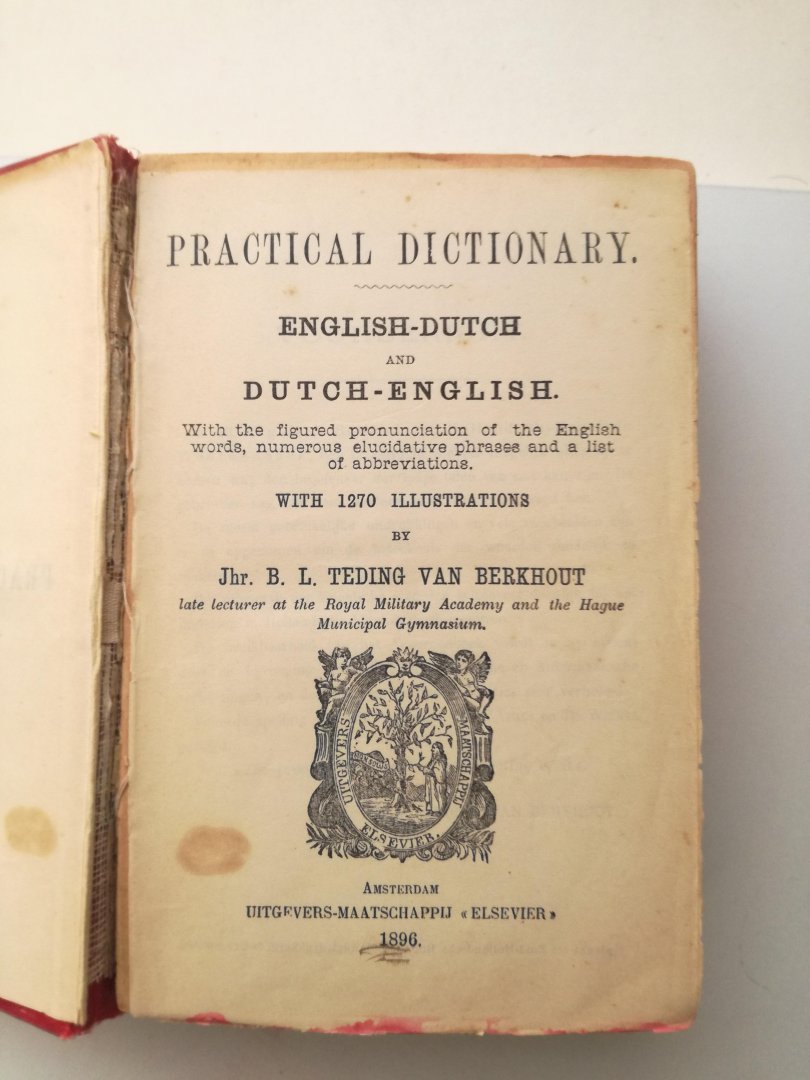 PRACTICAL DICTIONARY.
ENGLISH-DUTCH
AND
DUTCH-ENGLISH.
With the figured pronunciation of the English
words, numerous elucidative phrases and a list
of abbreviations.
WITH 1270 ILLUSTRATIONS
BY
Jhr. B. L. TEDING VAN BERKHOUT
late lecturer at the Royal Military Academy and the Hague
Municipal Gymnasium.
UITGEVERS MAATSCHAPPIJ
ELSEVIER.
AMSTERDAM
UITGEVERS-MAATSCHAPPIJ « ELSEVIER »
1896.